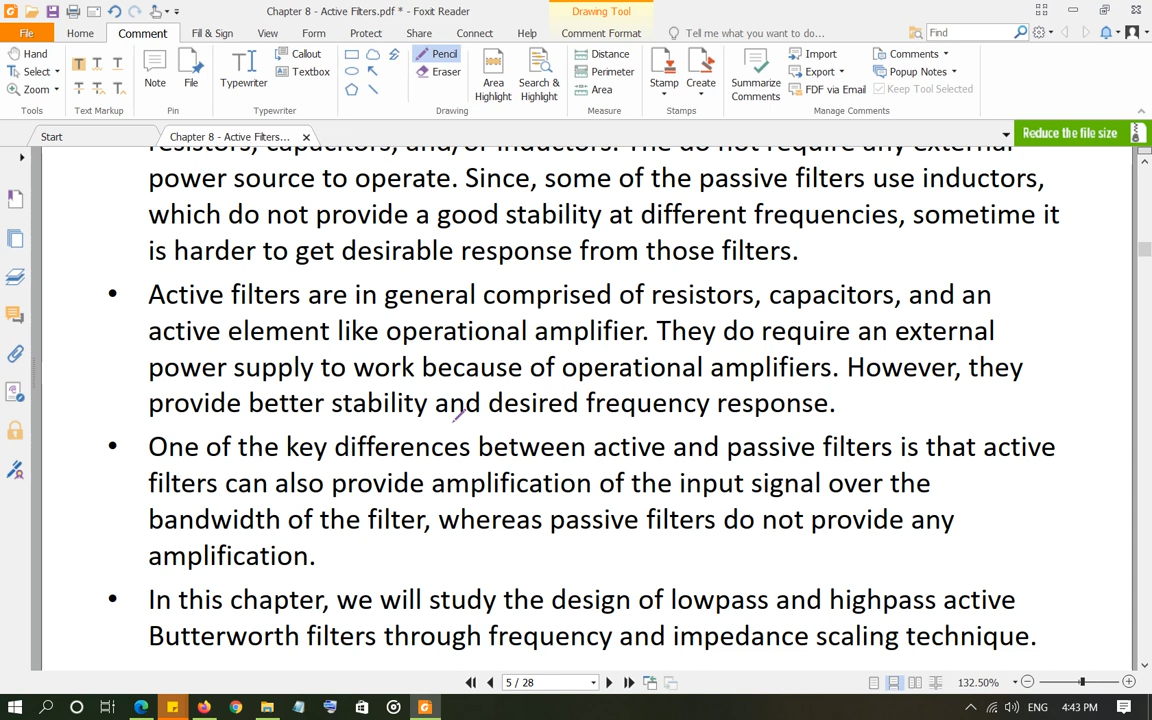 Chapter 8 - Active Filters.pdf * - Foxit Reader
Drawing Tool
File Home Comment Fill & Sign View Form Protect Share Connect Help Comment Format Tell me what you want to do... Find
Hand
Select
Zoom
Tools
Text Markup
Note
File
Pin
Typewriter
Callout
Textbox
Typewriter
Pencil
Eraser
Drawing
Area Highlight
Search & Highlight
Distance
Perimeter
Area
Measure
Stamp
Create
Stamps
Summarize Comments
Import
Export
FDF via Email
Comments
Popup Notes
Keep Tool Selected
Manage Comments
Start
Chapter 8 - Active Filters...
Reduce the file size
resistors, capacitors, and/or inductors. The do not require any external
power source to operate. Since, some of the passive filters use inductors,
which do not provide a good stability at different frequencies, sometime it
is harder to get desirable response from those filters.
• Active filters are in general comprised of resistors, capacitors, and an
active element like operational amplifier. They do require an external
power supply to work because of operational amplifiers. However, they
provide better stability and desired frequency response.
• One of the key differences between active and passive filters is that active
filters can also provide amplification of the input signal over the
bandwidth of the filter, whereas passive filters do not provide any
amplification.
• In this chapter, we will study the design of lowpass and highpass active
Butterworth filters through frequency and impedance scaling technique.
5 / 28
132.50%
ENG 4:43 PM